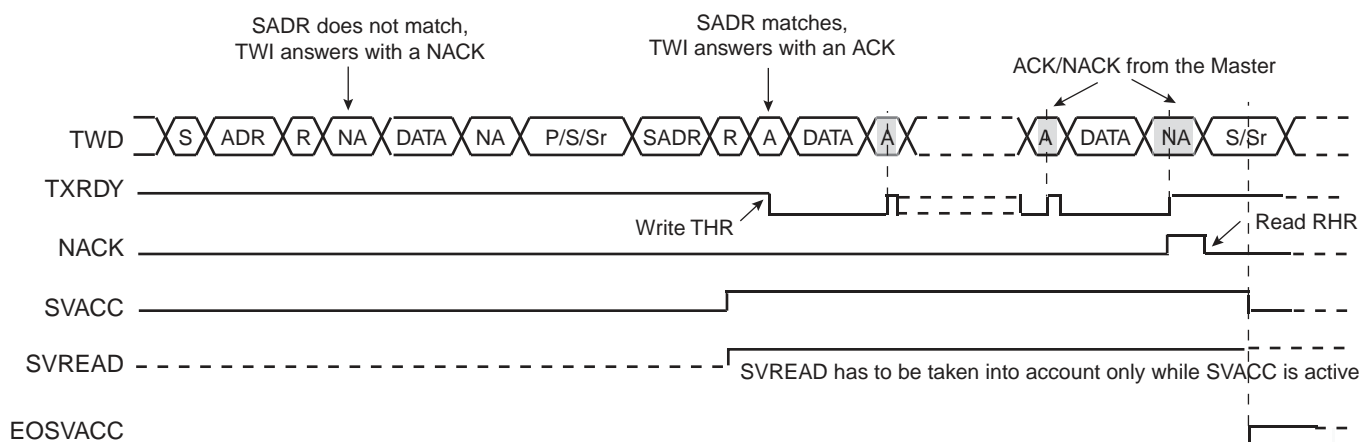 SADR does not match,
TWI answers with a NACK
SADR matches,
TWI answers with an ACK
ACK/NACK from the Master
TWD S ADR R NA DATA NA P/S/Sr SADR R A DATA A A DATA NA S/Sr
TXRDY
Write THR
Read RHR
NACK
SVACC
SVREAD
SVREAD has to be taken into account only while SVACC is active
EOSVACC